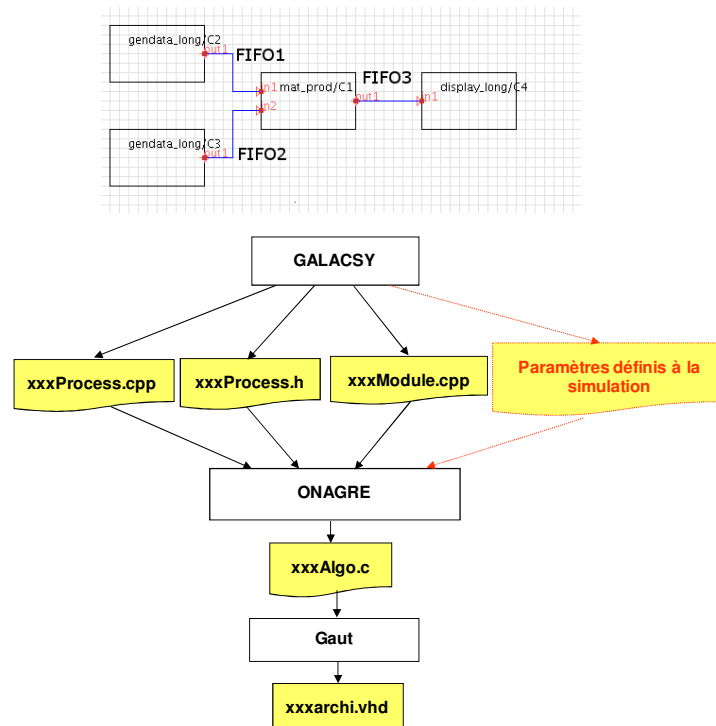 gendata_long/C2
out1
FIFO1
in1
mat_prod/C1
in2
FIFO3
out1
in1
display_long/C4
gendata_long/C3
out1
FIFO2
GALACSY
xxxProcess.cpp
xxxProcess.h
xxxModule.cpp
Paramètres définis à la
simulation
ONAGRE
xxxAlgo.c
Gaut
xxxarchi.vhd